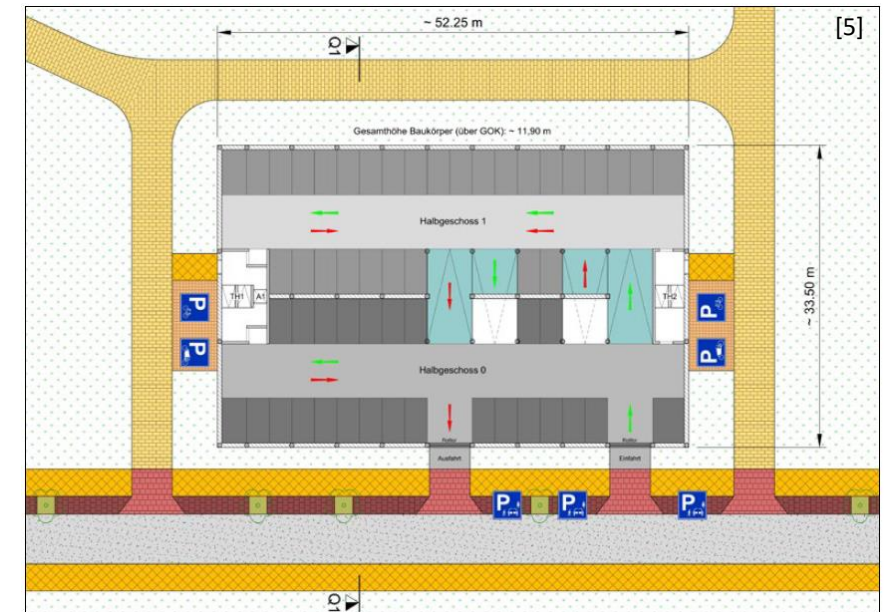 ~ 52.25 m
[5]
Q1
Gesamthöhe Baukörper (über GOK): ~ 11,90 m
Halbgeschoss 1
TH1
A1
TH2
P
P
~ 33.50 m
P
P
Halbgeschoss 0
Rolltor
Rolltor
Ausfahrt
Einfahrt
P
P
P
Q1